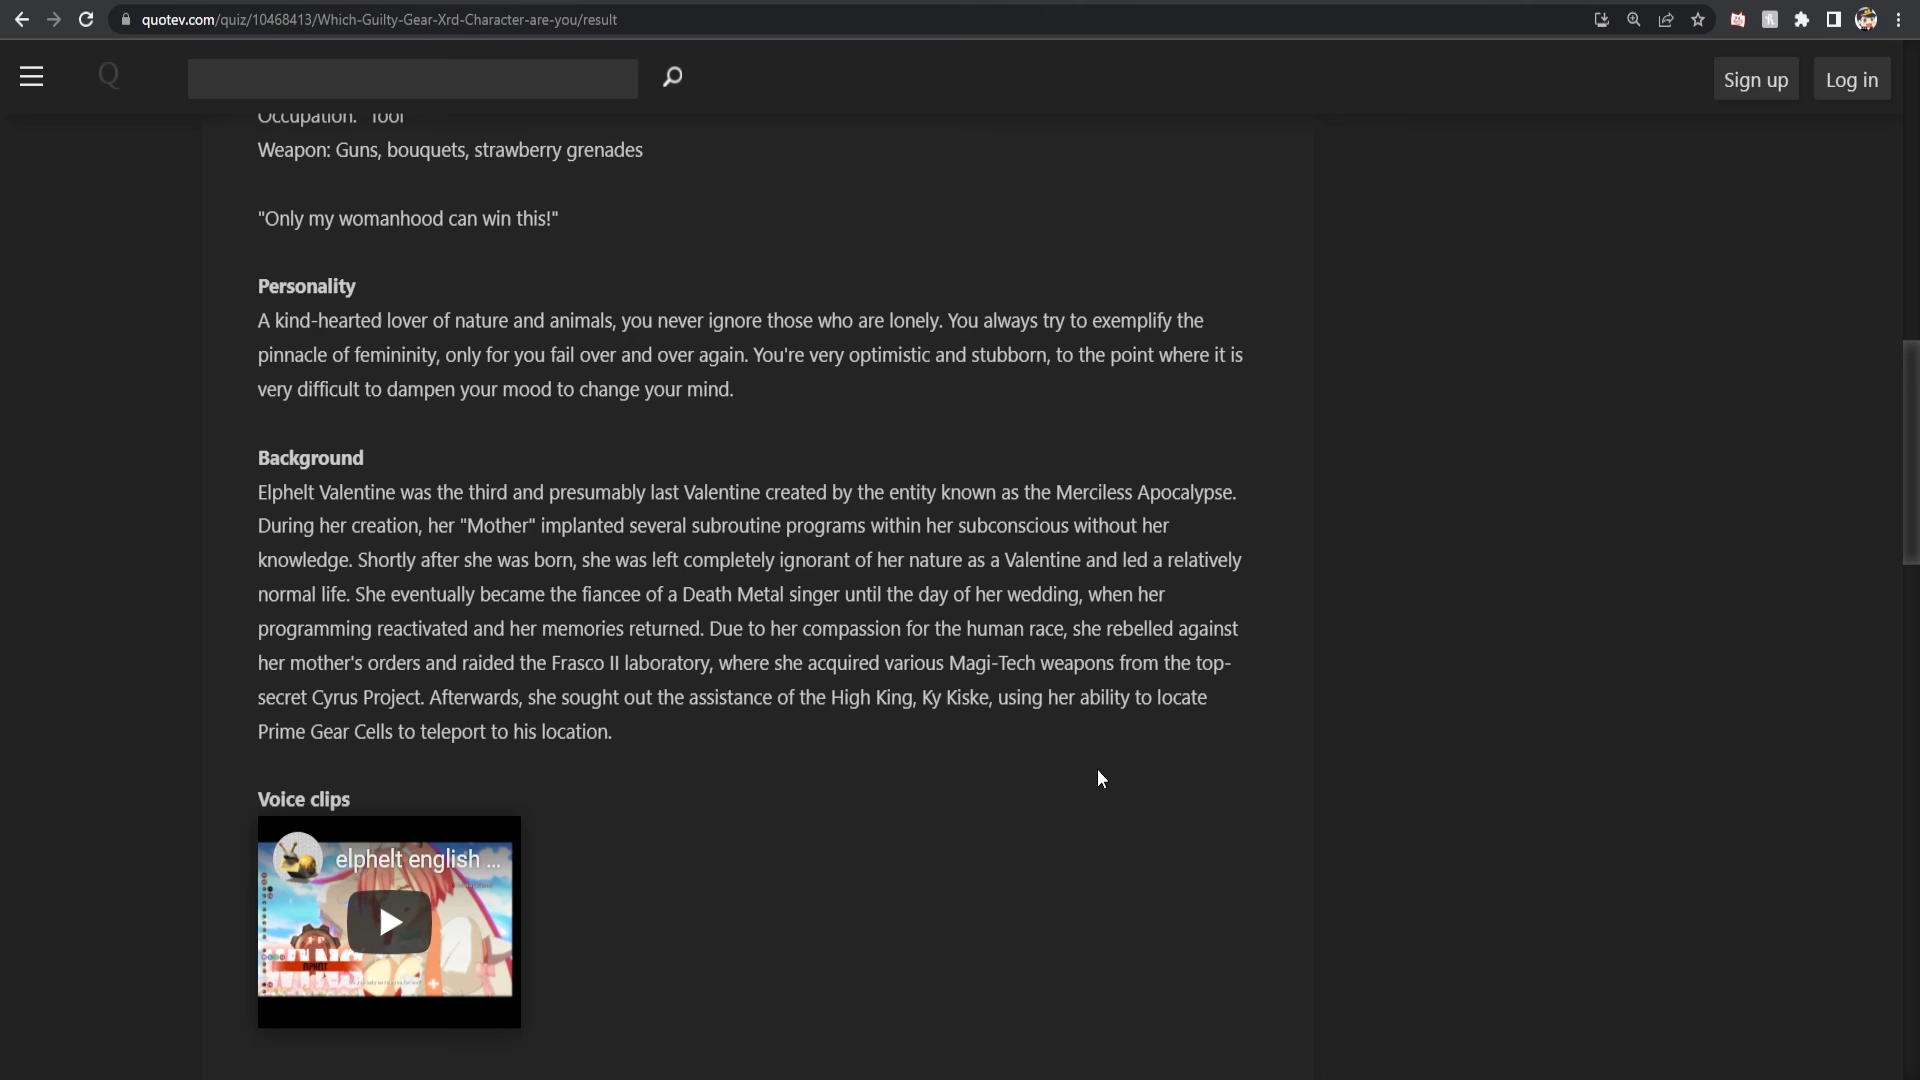 quotev.com/quiz/10468413/Which-Guilty-Gear-Xrd-Character-are-you/result
Q
Sign up
Log in
Occupation: "Tool"
Weapon: Guns, bouquets, strawberry grenades
"Only my womanhood can win this!"
Personality
A kind-hearted lover of nature and animals, you never ignore those who are lonely. You always try to exemplify the
pinnacle of femininity, only for you fail over and over again. You're very optimistic and stubborn, to the point where it is
very difficult to dampen your mood to change your mind.
Background
Elphelt Valentine was the third and presumably last Valentine created by the entity known as the Merciless Apocalypse.
During her creation, her "Mother" implanted several subroutine programs within her subconscious without her
knowledge. Shortly after she was born, she was left completely ignorant of her nature as a Valentine and led a relatively
normal life. She eventually became the fiancee of a Death Metal singer until the day of her wedding, when her
programming reactivated and her memories returned. Due to her compassion for the human race, she rebelled against
her mother's orders and raided the Frasco II laboratory, where she acquired various Magi-Tech weapons from the top-
secret Cyrus Project. Afterwards, she sought out the assistance of the High King, Ky Kiske, using her ability to locate
Prime Gear Cells to teleport to his location.
Voice clips
elphelt english ...
ELPHELT